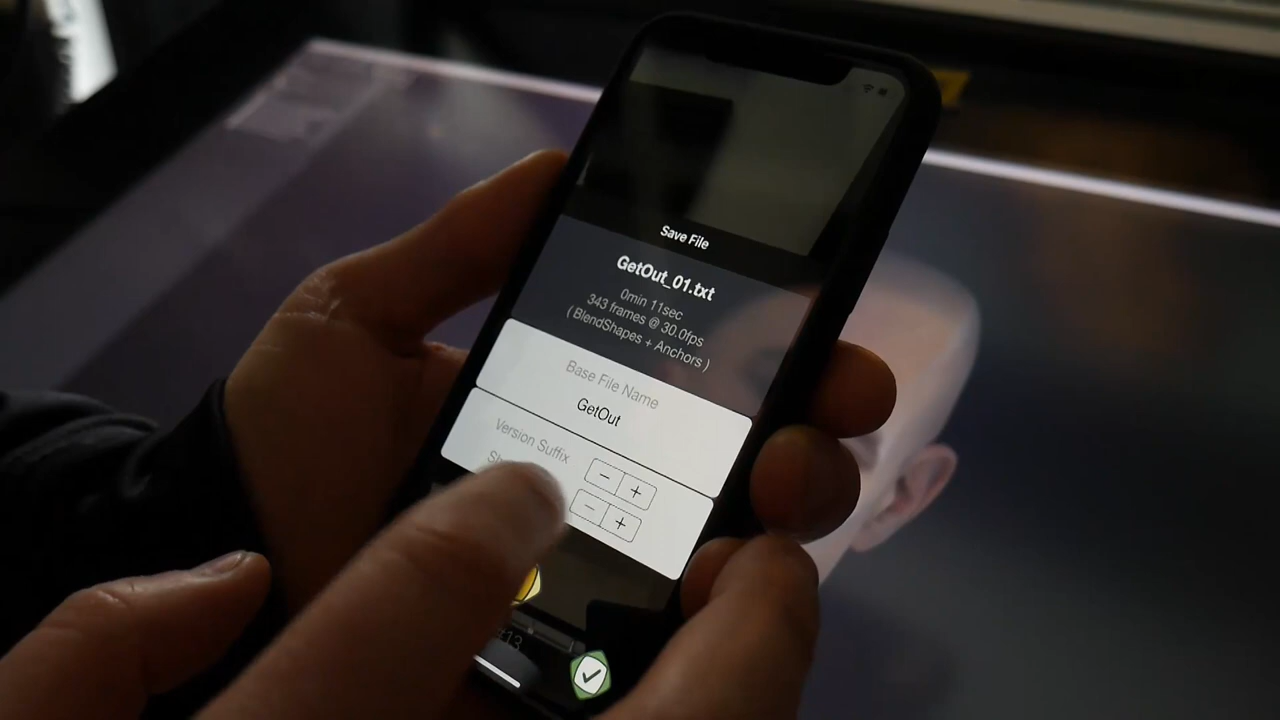 Save File
GetOut_01.txt
0min 11sec
343 frames @ 30.0fps
( BlendShapes + Anchors )
Base File Name
GetOut
Version Suffix
− +
− +